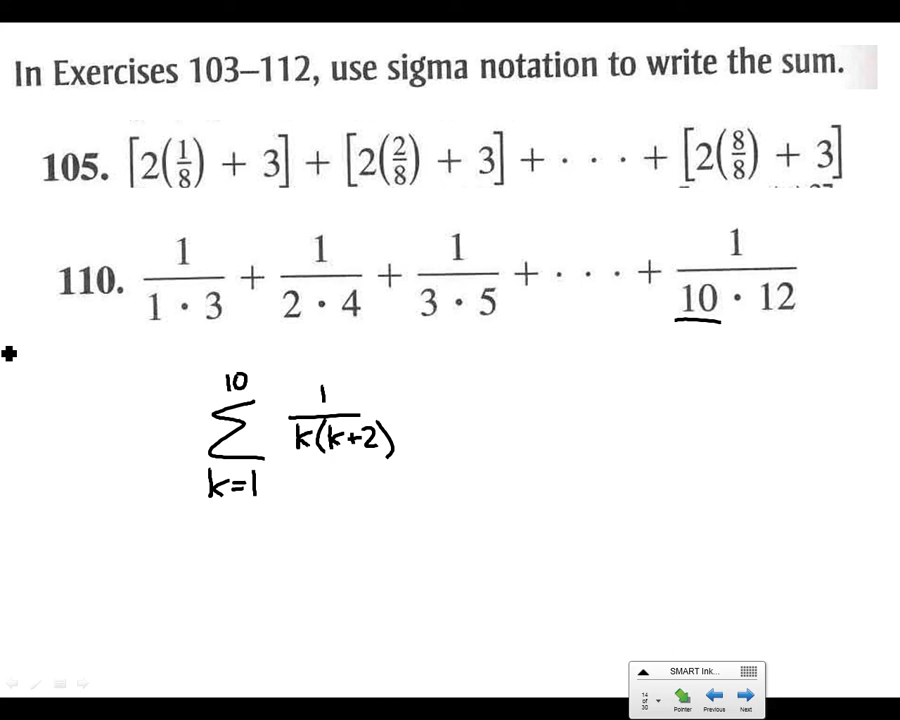 In Exercises 103–112, use sigma notation to write the sum.
105. [2(1/8) + 3] + [2(2/8) + 3] + · · · + [2(8/8) + 3]
110. 1/(1 · 3) + 1/(2 · 4) + 1/(3 · 5) + · · · + 1/(10 · 12)
10
∑ 1/(k(k+2))
k=1
SMART Ink...
14 of 30
Pointer Previous Next